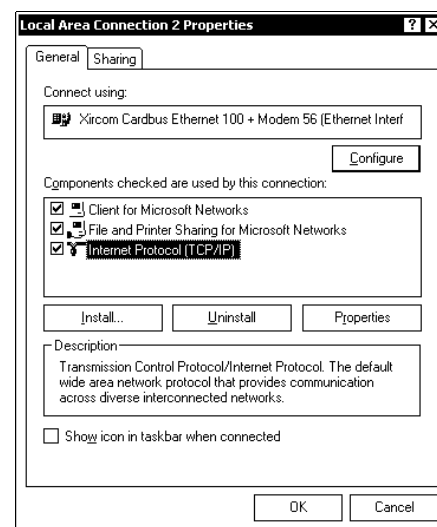 Local Area Connection 2 Properties
? X
General Sharing
Connect using:
Xircom Cardbus Ethernet 100 + Modem 56 (Ethernet Interf
Configure
Components checked are used by this connection:
Client for Microsoft Networks
File and Printer Sharing for Microsoft Networks
Internet Protocol (TCP/IP)
Install... Uninstall Properties
Description
Transmission Control Protocol/Internet Protocol. The default
wide area network protocol that provides communication
across diverse interconnected networks.
Show icon in taskbar when connected
OK Cancel